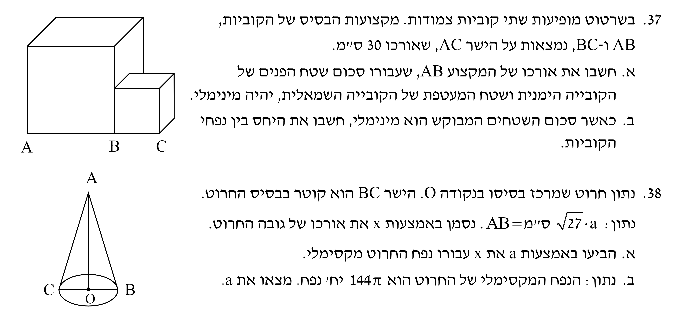 37. בשרטוט מופיעות שתי קוביות צמודות. מקצועות הבסיס של הקוביות,
AB ו-BC, נמצאות על הישר AC, שאורכו 30 ס״מ.
א. חשבו את אורכו של המקצוע AB, שעבורו סכום שטח הפנים של
הקובייה הימנית ושטח המעטפת של הקובייה השמאלית, יהיה מינימלי.
ב. כאשר סכום השטחים המבוקש הוא מינימלי, חשבו את היחס בין נפחי
הקוביות.
A B C
38. נתון חרוט שמרכז בסיסו בנקודה O. הישר BC הוא קוטר בבסיס החרוט.
נתון: AB=√27·a ס״מ. נסמן באמצעות x את אורכו של גובה החרוט.
א. הביעו באמצעות a את x עבורו נפח החרוט מקסימלי.
ב. נתון: הנפח המקסימלי של החרוט הוא 144π יח׳ נפח. מצאו את a.
A
C O B